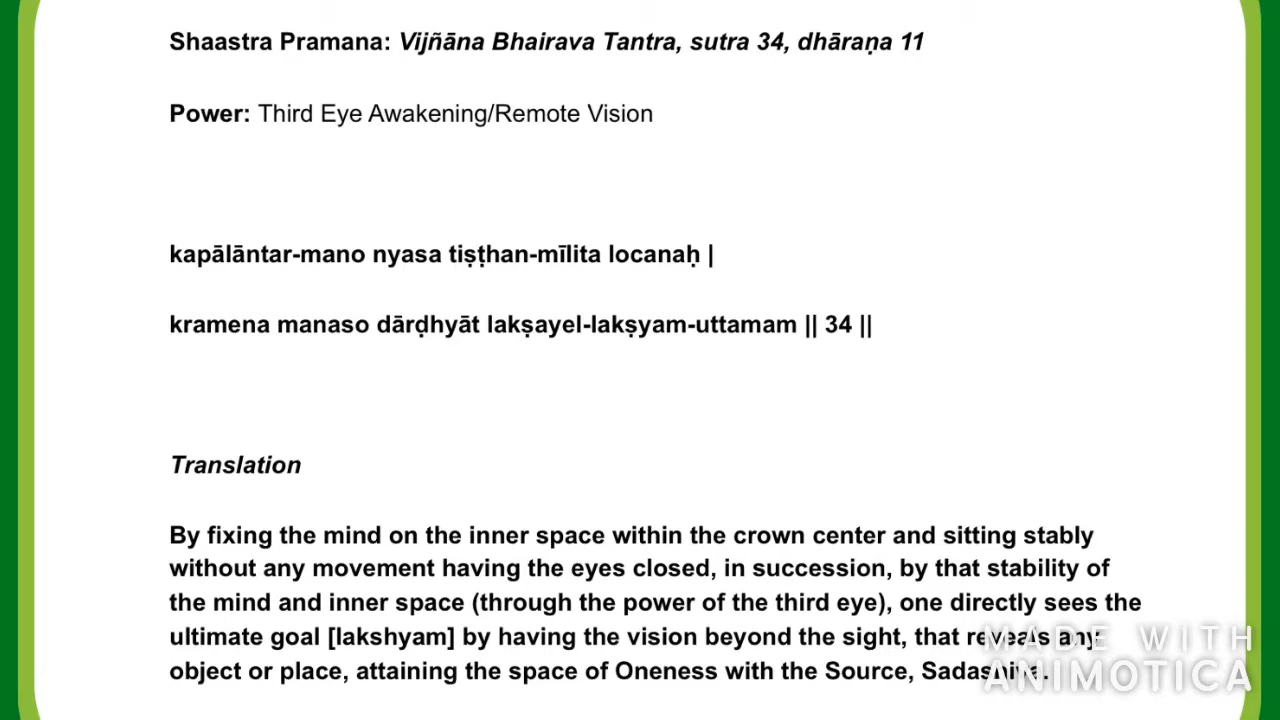 Shaastra Pramana: Vijñāna Bhairava Tantra, sutra 34, dhāraṇa 11
Power: Third Eye Awakening/Remote Vision
kapālāntar-mano nyasa tiṣṭhan-mīlita locanaḥ |
kramena manaso dārḍhyāt lakṣayel-lakṣyam-uttamam || 34 ||
Translation
By fixing the mind on the inner space within the crown center and sitting stably
without any movement having the eyes closed, in succession, by that stability of
the mind and inner space (through the power of the third eye), one directly sees the
ultimate goal [lakshyam] by having the vision beyond the sight, that reveals any
object or place, attaining the space of Oneness with the Source, Sadashiva.
MADE WITH
ANIMOTICA